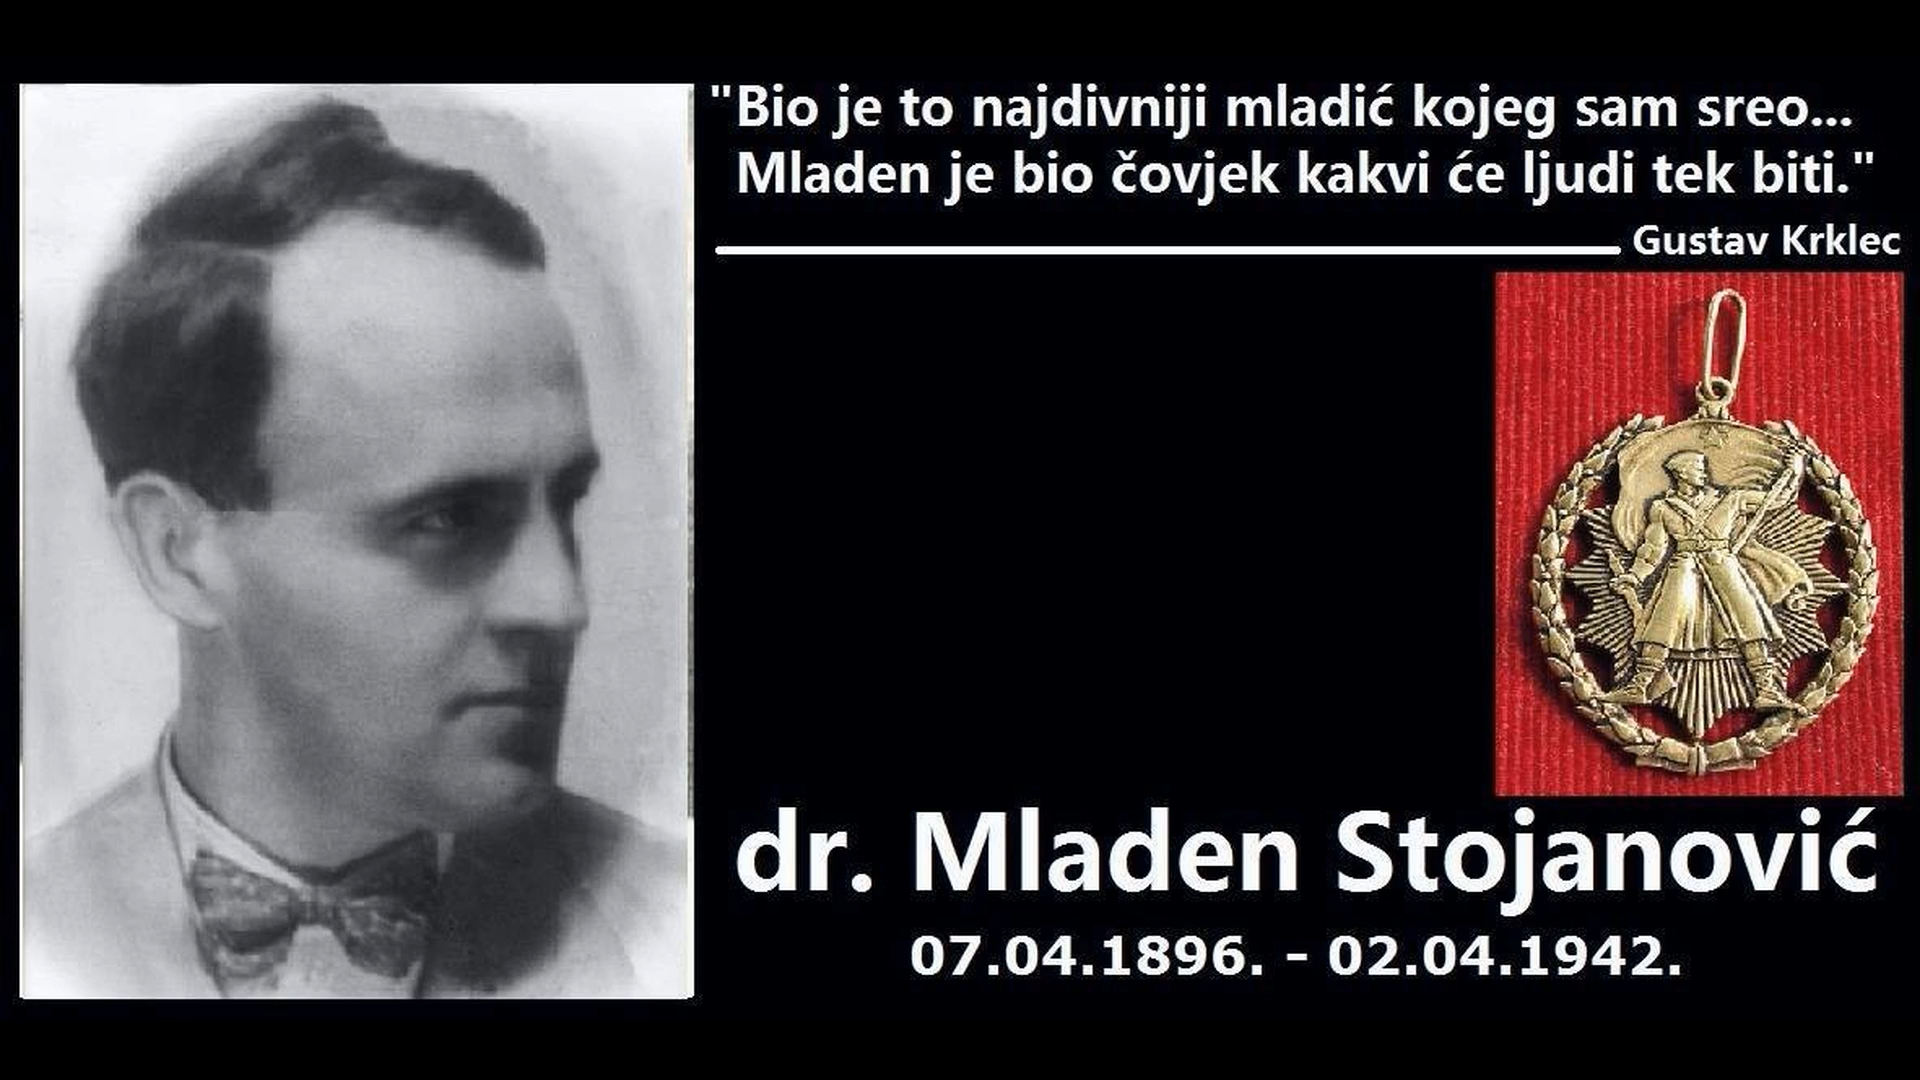 "Bio je to najdivniji mladić kojeg sam sreo...
Mladen je bio čovjek kakvi će ljudi tek biti."
Gustav Krklec
dr. Mladen Stojanović
07.04.1896. - 02.04.1942.